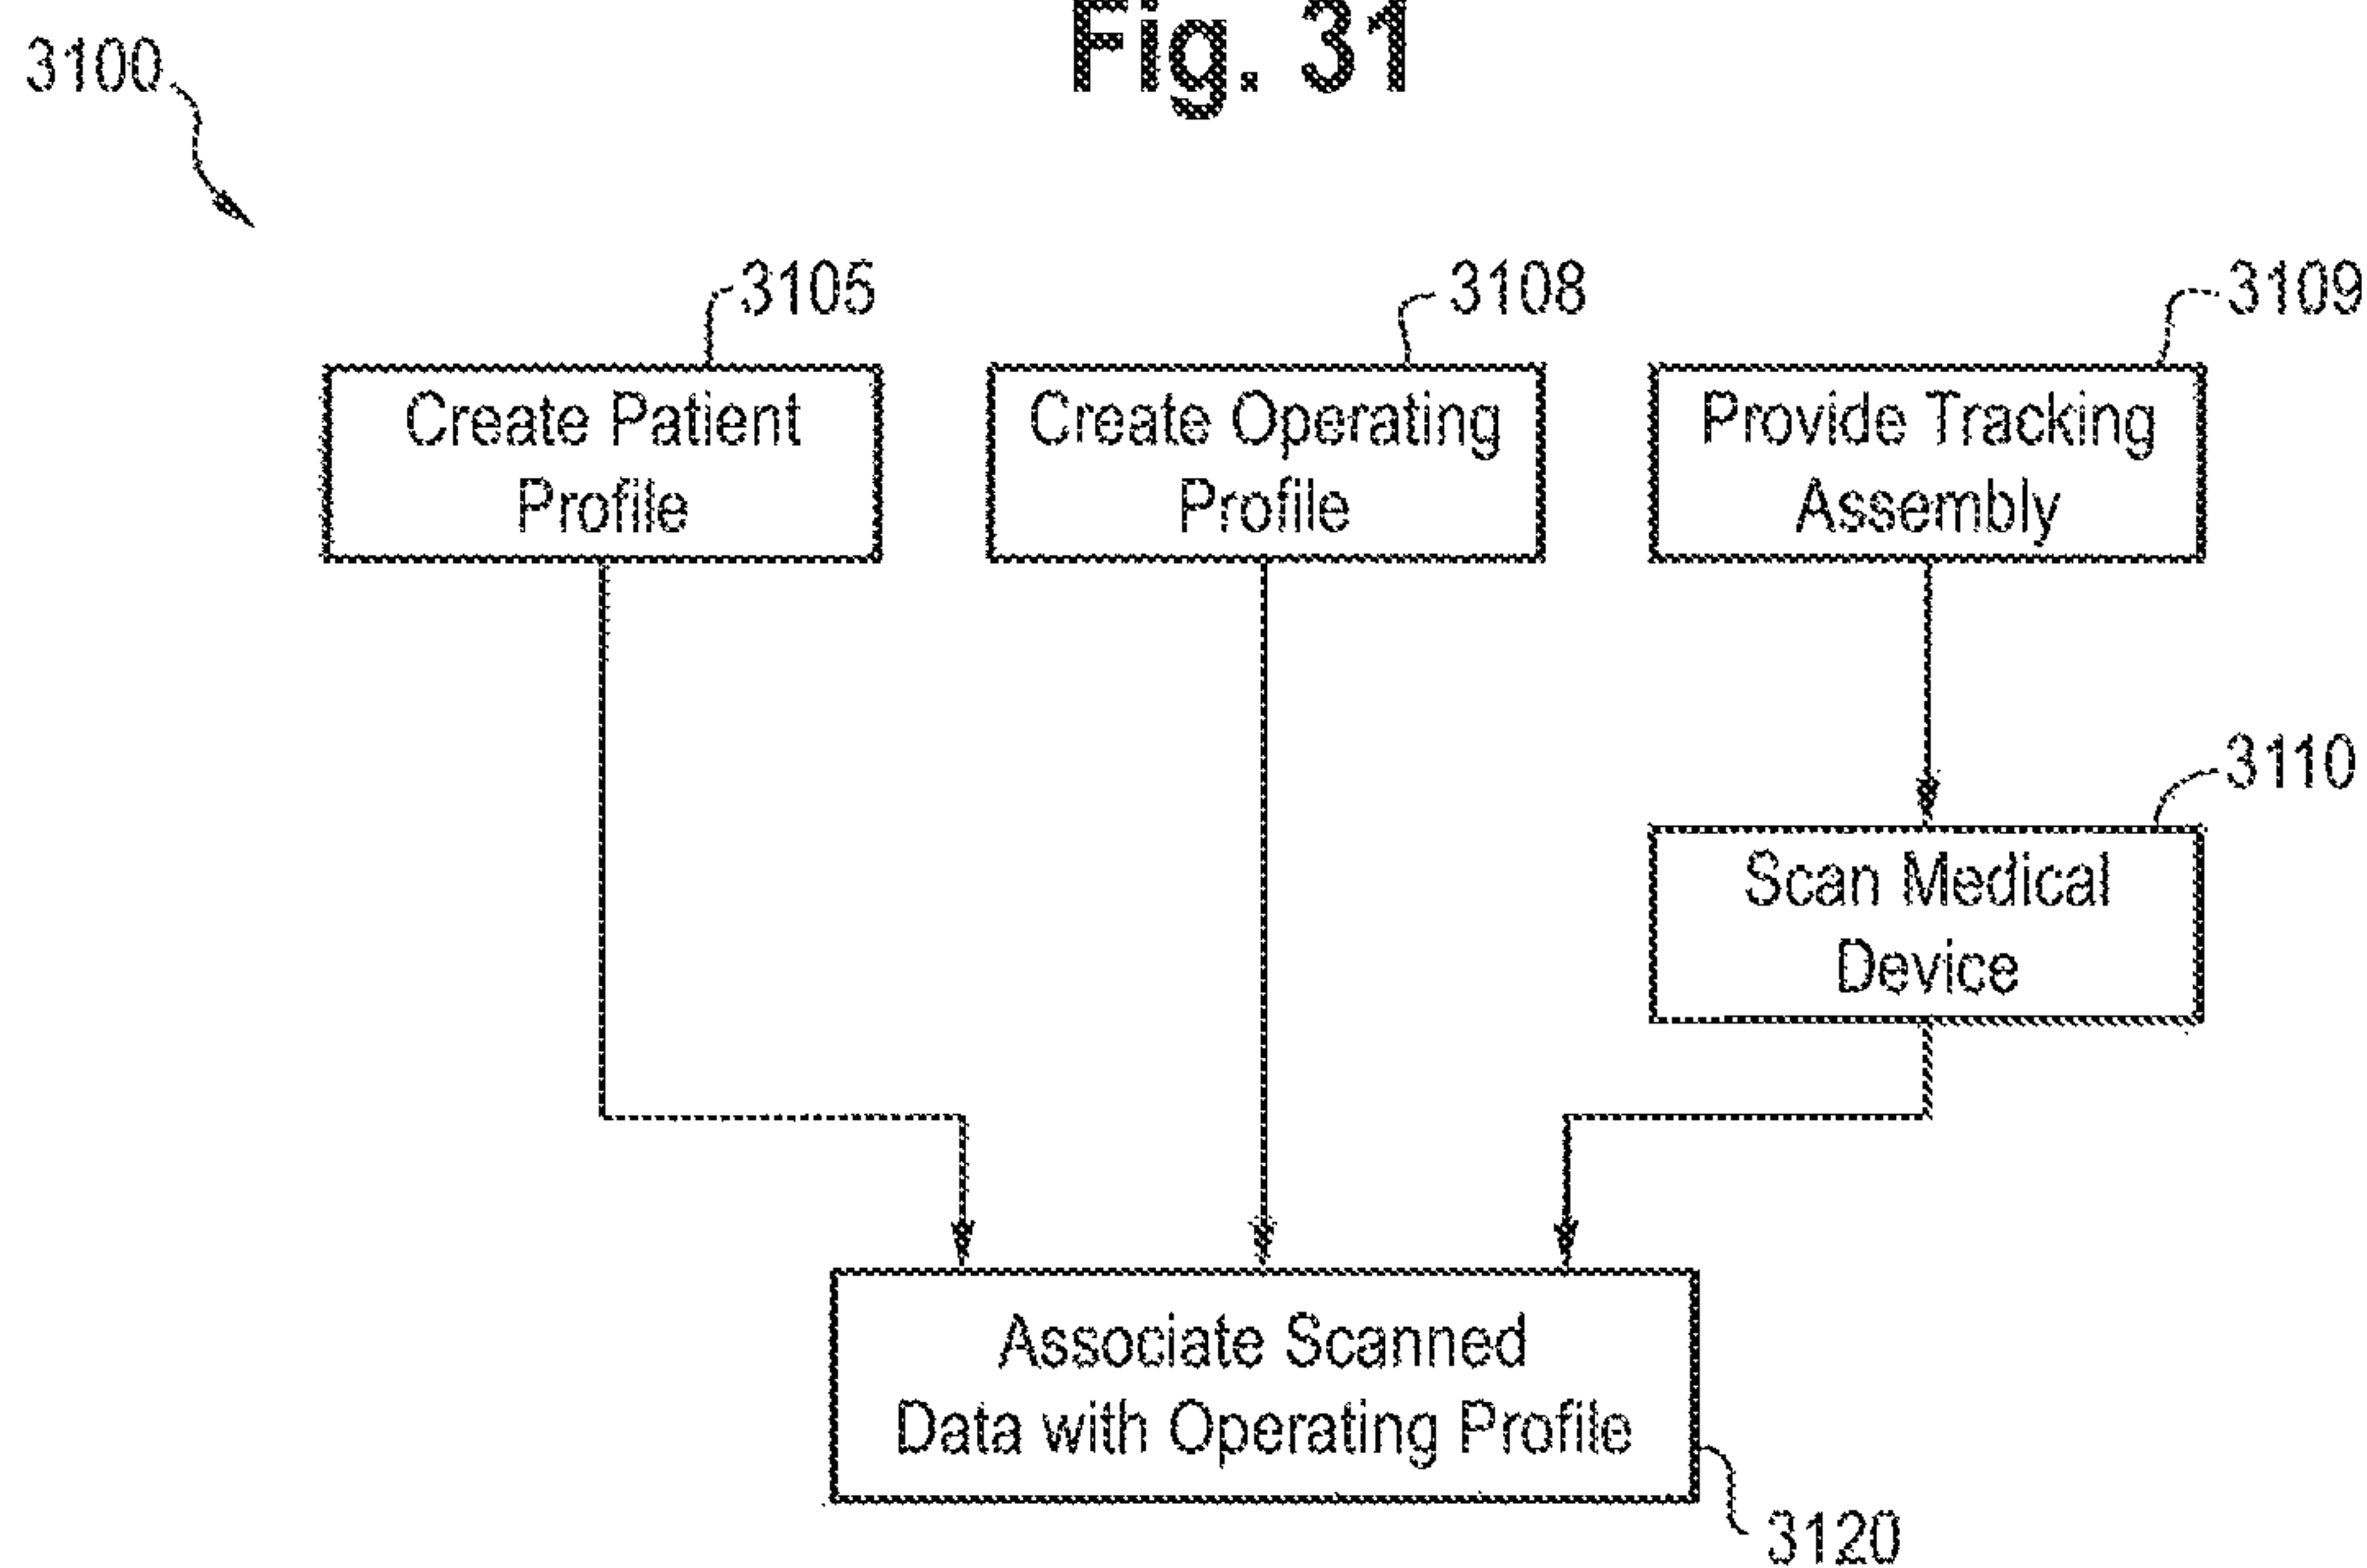 Fig. 31
3100
3105
3108
3109
Create Patient
Profile
Create Operating
Profile
Provide Tracking
Assembly
3110
Scan Medical
Device
Associate Scanned
Data with Operating Profile
3120